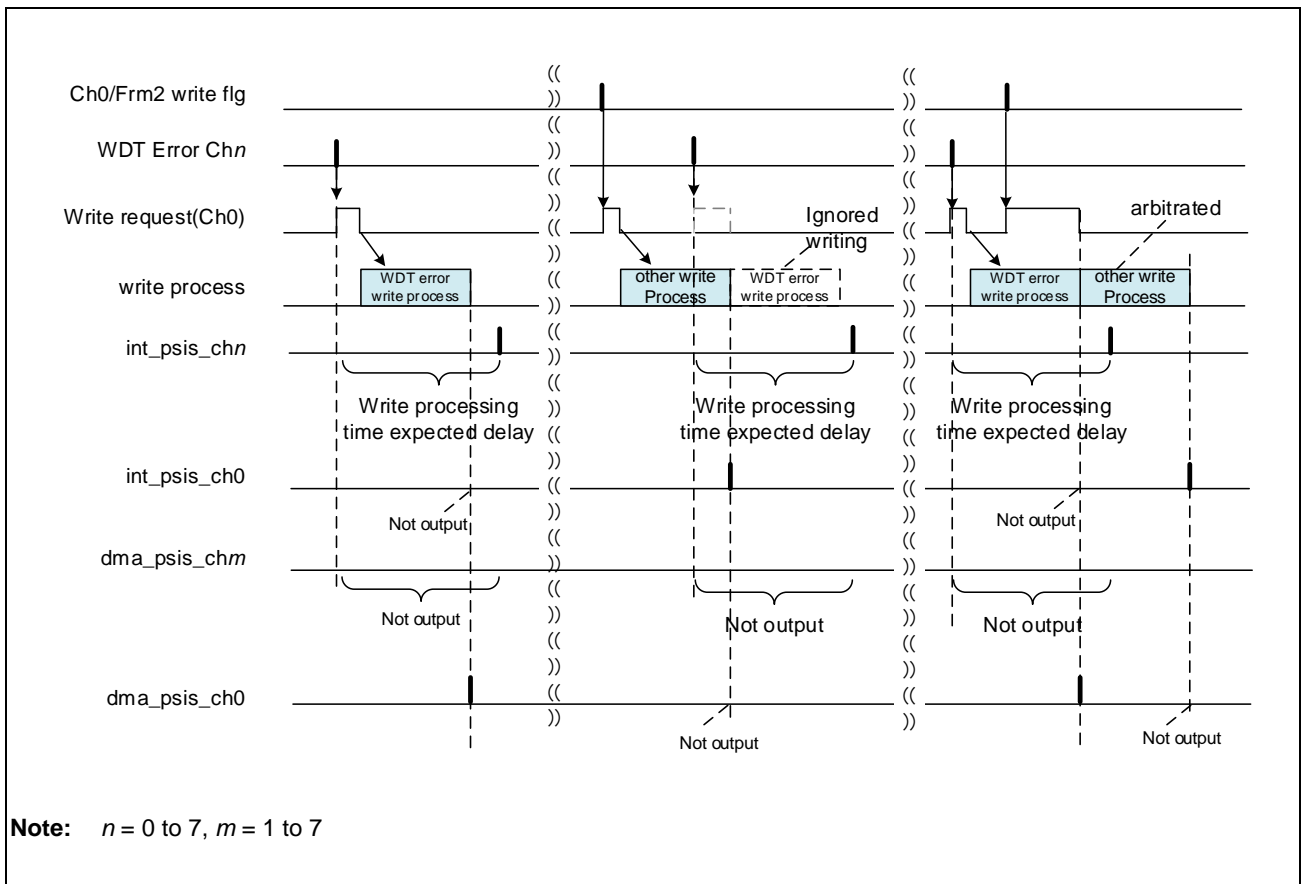 Ch0/Frm2 write flg
WDT Error Chn
Write request(Ch0)
Ignored
writing
arbitrated
write process
WDT error
write process
other write
Process
WDT error
write process
WDT error
write process
other write
Process
int_psis_chn
Write processing
time expected delay
Write processing
time expected delay
Write processing
time expected delay
int_psis_ch0
Not output
Not output
dma_psis_chm
Not output
Not output
Not output
dma_psis_ch0
Not output
Not output
Note: n = 0 to 7, m = 1 to 7